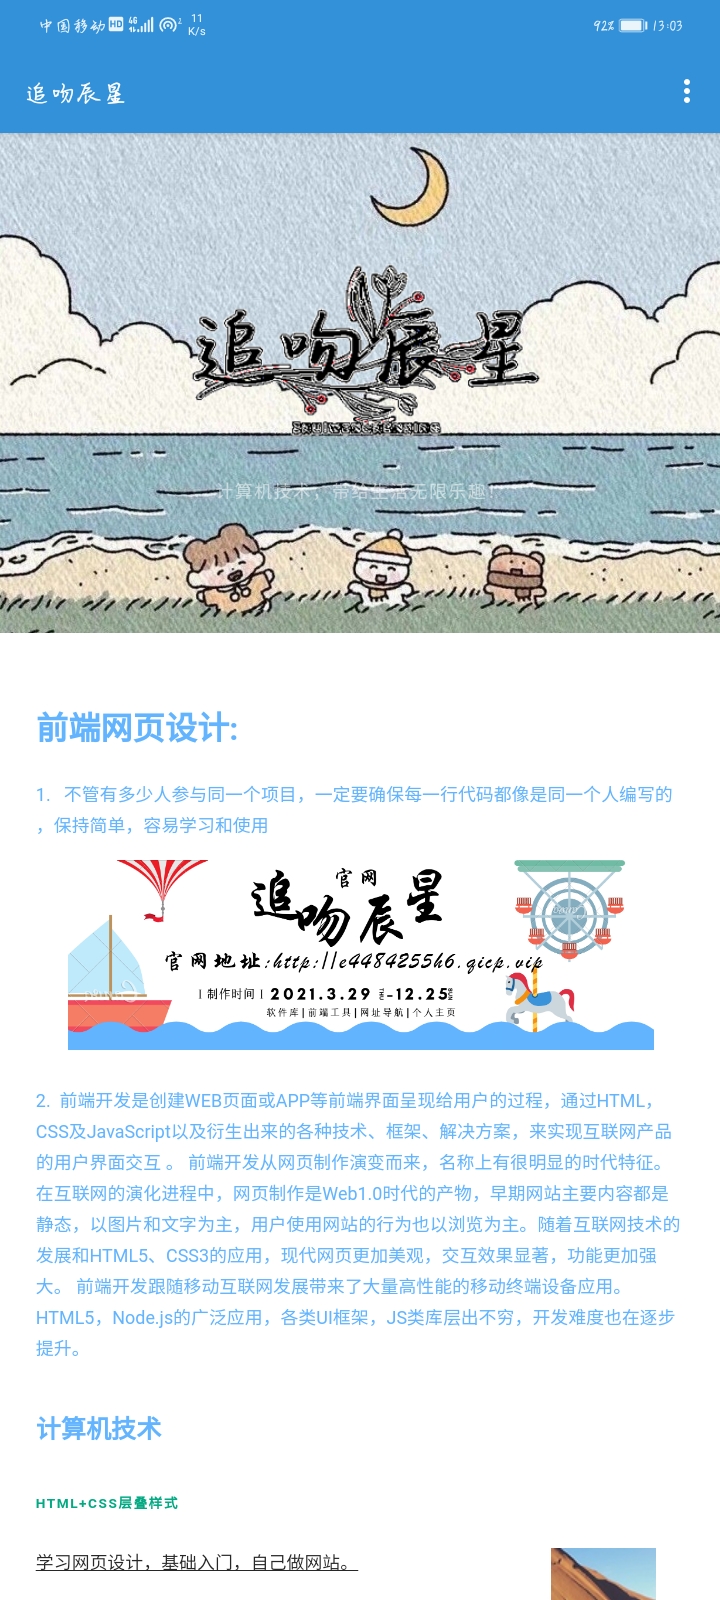 中国移动 HD 4G 11 K/s 92% 13:03
追吻辰星
追吻辰星
计算机技术，带给生活无限乐趣！
前端网页设计:
1. 不管有多少人参与同一个项目，一定要确保每一行代码都像是同一个人编写的
，保持简单，容易学习和使用
官网
追吻辰星
官网地址:http://e4484255h6.qicp.vip
| 制作时间 | 2021.3.29 THU -12.25 SUN
软件库|前端工具|网址导航|个人主页
2. 前端开发是创建WEB页面或APP等前端界面呈现给用户的过程，通过HTML，
CSS及JavaScript以及衍生出来的各种技术、框架、解决方案，来实现互联网产品
的用户界面交互 。 前端开发从网页制作演变而来，名称上有很明显的时代特征。
在互联网的演化进程中，网页制作是Web1.0时代的产物，早期网站主要内容都是
静态，以图片和文字为主，用户使用网站的行为也以浏览为主。随着互联网技术的
发展和HTML5、CSS3的应用，现代网页更加美观，交互效果显著，功能更加强
大。 前端开发跟随移动互联网发展带来了大量高性能的移动终端设备应用。
HTML5，Node.js的广泛应用，各类UI框架，JS类库层出不穷，开发难度也在逐步
提升。
计算机技术
HTML+CSS层叠样式
学习网页设计，基础入门，自己做网站。